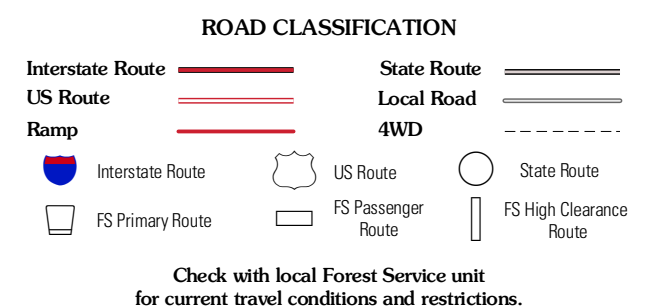 ROAD CLASSIFICATION
Interstate Route
State Route
US Route
Local Road
Ramp
4WD
Interstate Route
US Route
State Route
FS Primary Route
FS Passenger
Route
FS High Clearance
Route
Check with local Forest Service unit
for current travel conditions and restrictions.